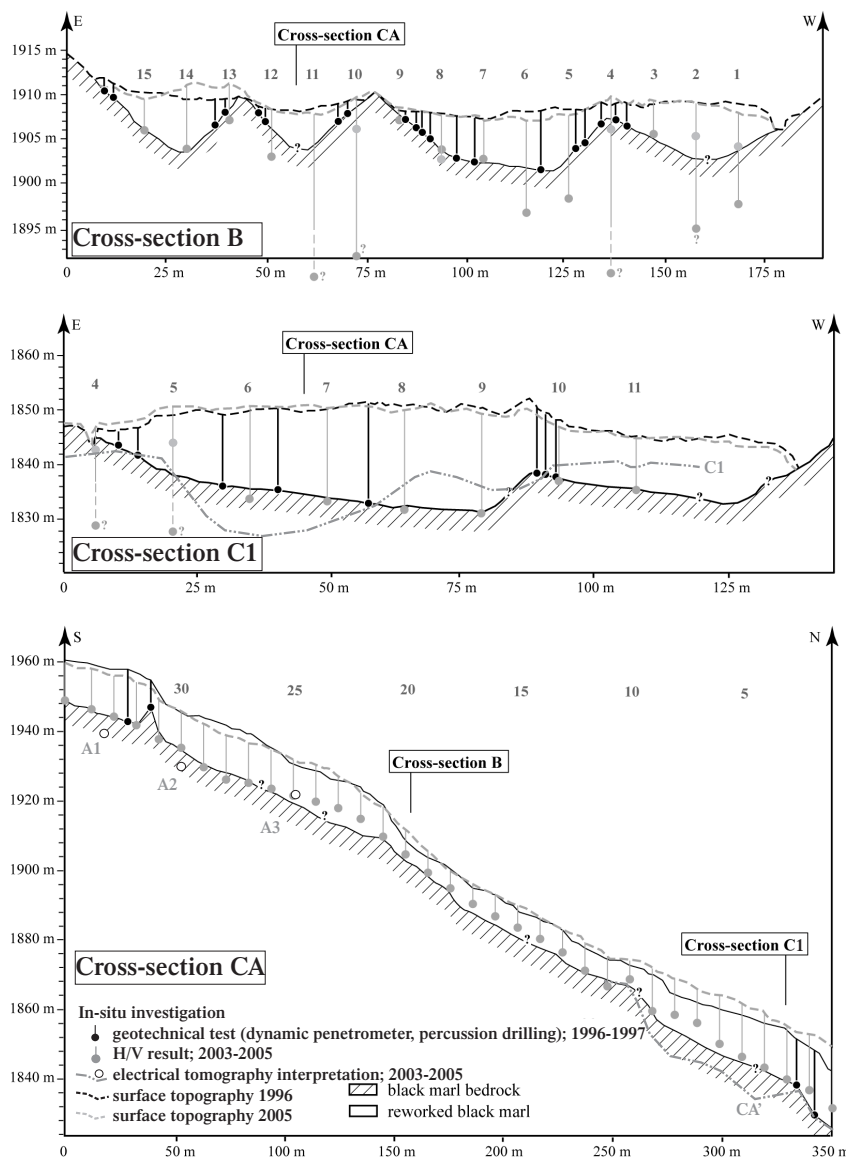 E
W
Cross-section CA
1915 m
1910 m
1905 m
1900 m
1895 m
15 14 13 12 11 10 9 8 7 6 5 4 3 2 1
?
?
?
?
?
?
Cross-section B
0 25 m 50 m 75 m 100 m 125 m 150 m 175 m
E
W
Cross-section CA
1860 m
1850 m
1840 m
1830 m
4 5 6 7 8 9 10 11
C1
?
?
?
?
?
Cross-section C1
0 25 m 50 m 75 m 100 m 125 m
S
N
1960 m
1940 m
1920 m
1900 m
1880 m
1860 m
1840 m
30 25 20 15 10 5
A1
A2
A3
Cross-section B
Cross-section C1
?
?
?
?
?
CA'
Cross-section CA
In-situ investigation
geotechnical test (dynamic penetrometer, percussion drilling); 1996-1997
H/V result; 2003-2005
electrical tomography interpretation; 2003-2005
surface topography 1996
surface topography 2005
black marl bedrock
reworked black marl
0 50 m 100 m 150 m 200 m 250 m 300 m 350 m